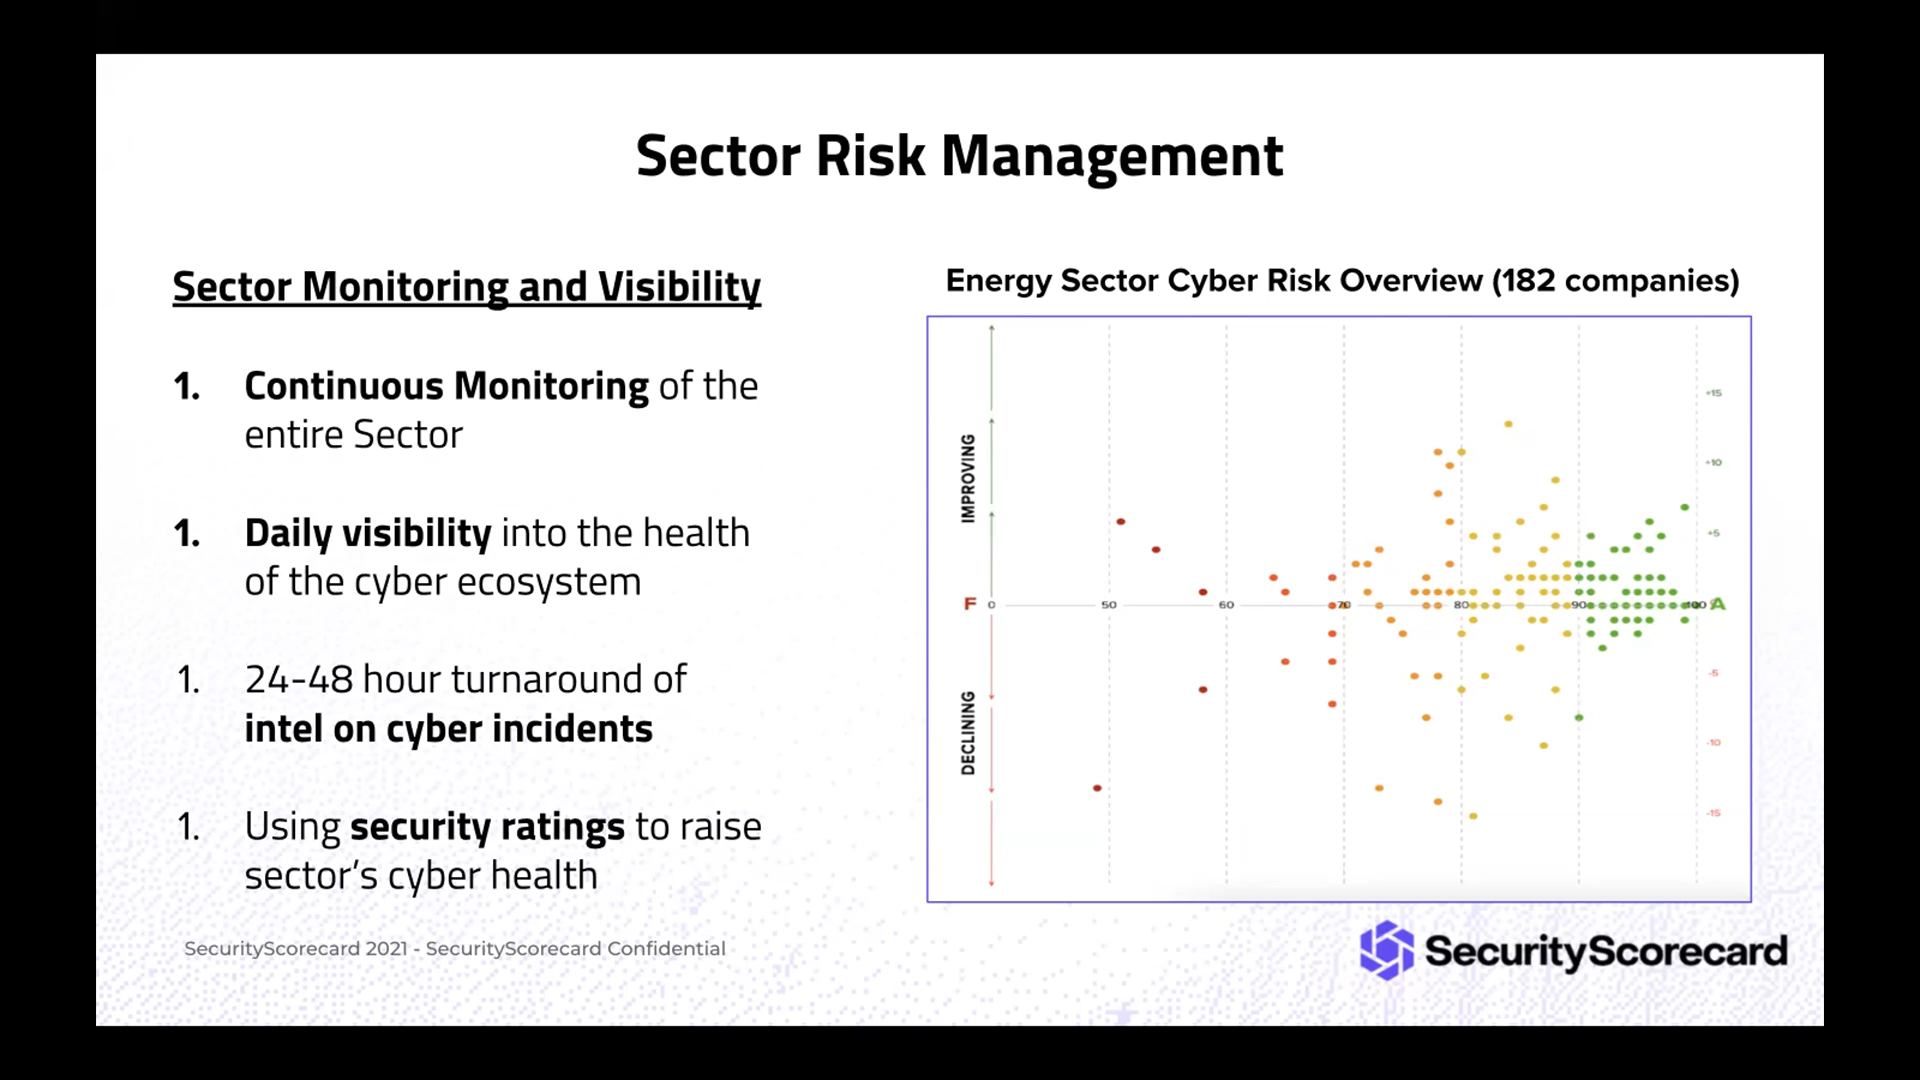 Sector Risk Management
Sector Monitoring and Visibility
1. Continuous Monitoring of the
entire Sector
1. Daily visibility into the health
of the cyber ecosystem
1. 24-48 hour turnaround of
intel on cyber incidents
1. Using security ratings to raise
sector’s cyber health
SecurityScorecard 2021 - SecurityScorecard Confidential
Energy Sector Cyber Risk Overview (182 companies)
IMPROVING
DECLINING
+15
+10
+5
F 0 50 60 70 80 90 100 A
-5
-10
-15
SecurityScorecard